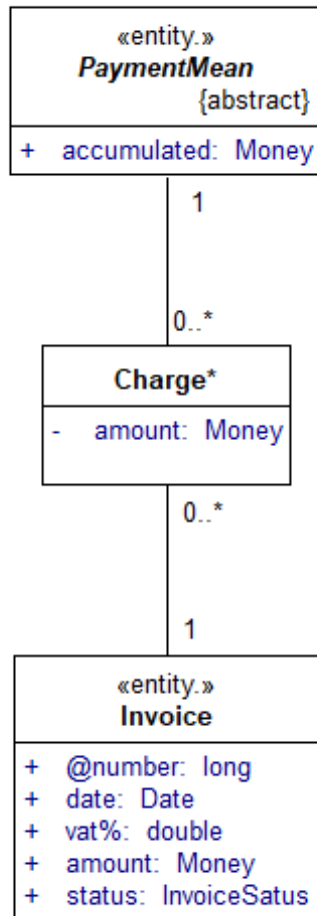 «entity.»
PaymentMean
{abstract}
+ accumulated: Money
1
0..*
Charge*
- amount: Money
0..*
1
«entity.»
Invoice
+ @number: long
+ date: Date
+ vat%: double
+ amount: Money
+ status: InvoiceSatus